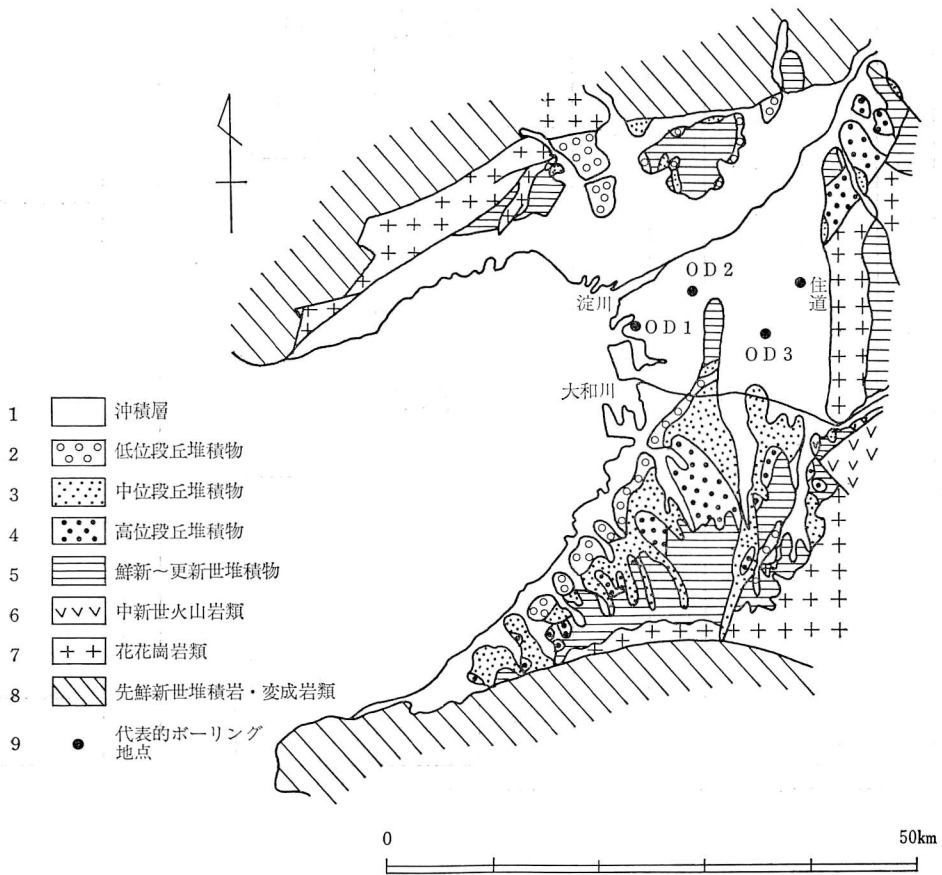 OD2
住道
淀川
OD1
OD3
大和川
1 沖積層
2 低位段丘堆積物
3 中位段丘堆積物
4 高位段丘堆積物
5 鮮新〜更新世堆積物
6 中新世火山岩類
7 花花崗岩類
8 先鮮新世堆積岩・変成岩類
9 代表的ボーリング
地点
0 50km